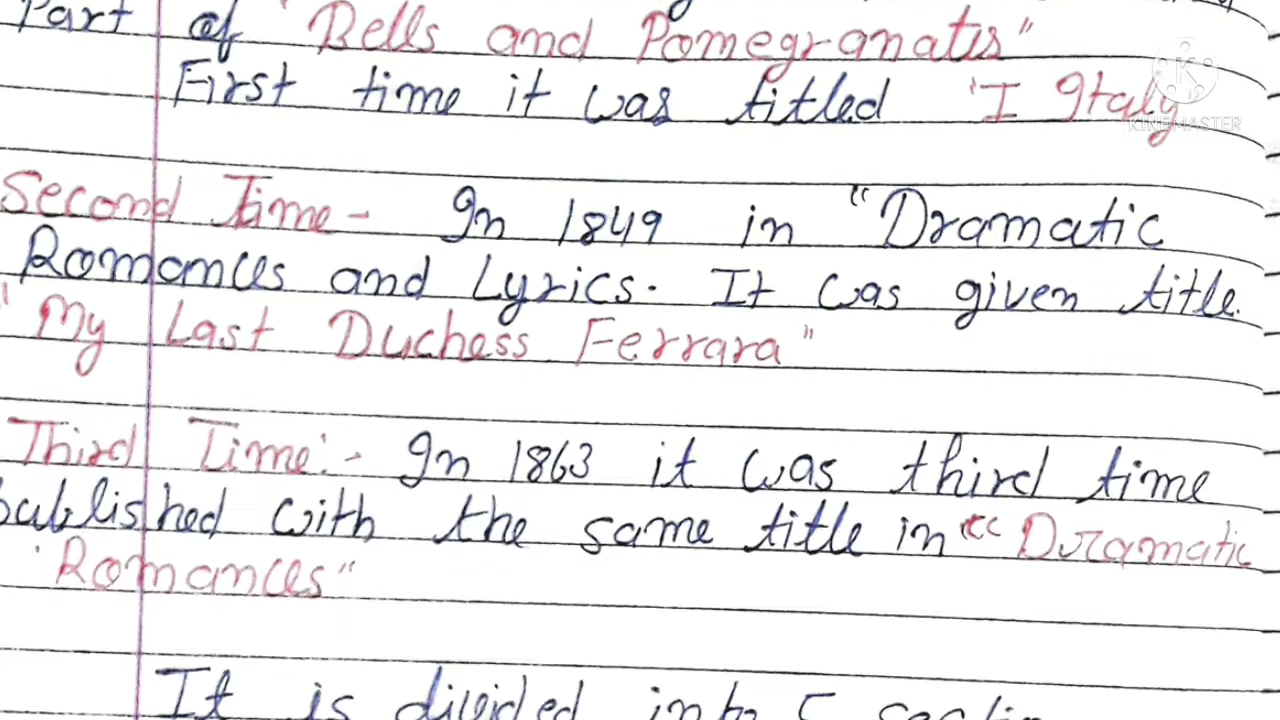 Part of "Bells and Pomegranates"
First time it was titled 'I Italy
KINEMASTER
Second Time - In 1849 in "Dramatic
Romances and Lyrics. It was given title.
"My Last Duchess Ferrara"
Third Time:- In 1863 it was third time
published with the same title in "Dramatic
Romances"
It is divided into 5